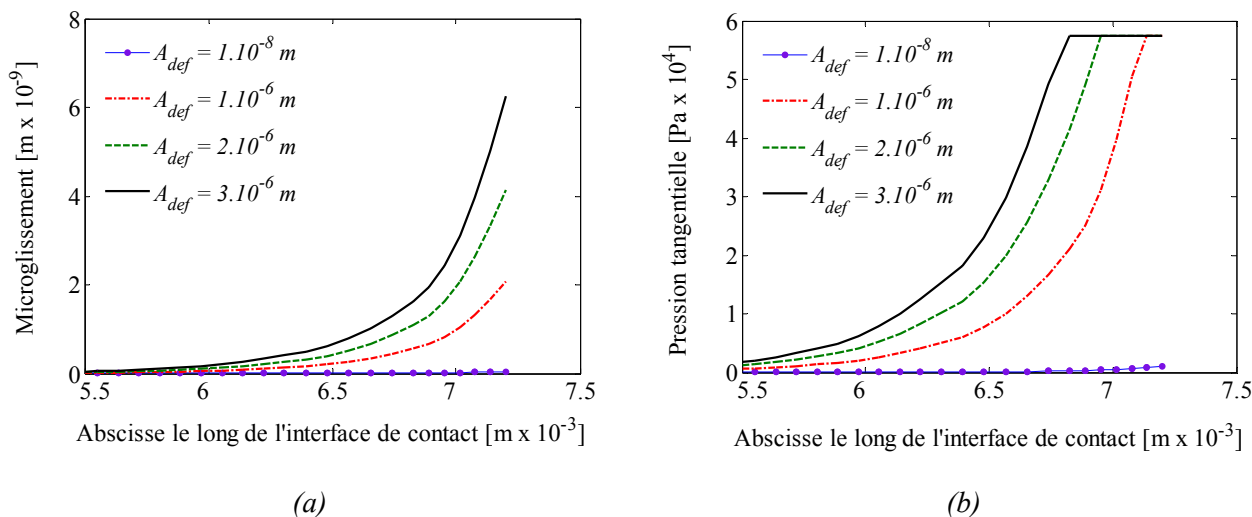 8
6
4
2
0
5.5
6
6.5
7
7.5
Microglissement [m x 10^-9]
Abscisse le long de l'interface de contact [m x 10^-3]
A_def = 1.10^-8 m
A_def = 1.10^-6 m
A_def = 2.10^-6 m
A_def = 3.10^-6 m
(a)
6
5
4
3
2
1
0
5.5
6
6.5
7
7.5
Pression tangentielle [Pa x 10^4]
Abscisse le long de l'interface de contact [m x 10^-3]
A_def = 1.10^-8 m
A_def = 1.10^-6 m
A_def = 2.10^-6 m
A_def = 3.10^-6 m
(b)